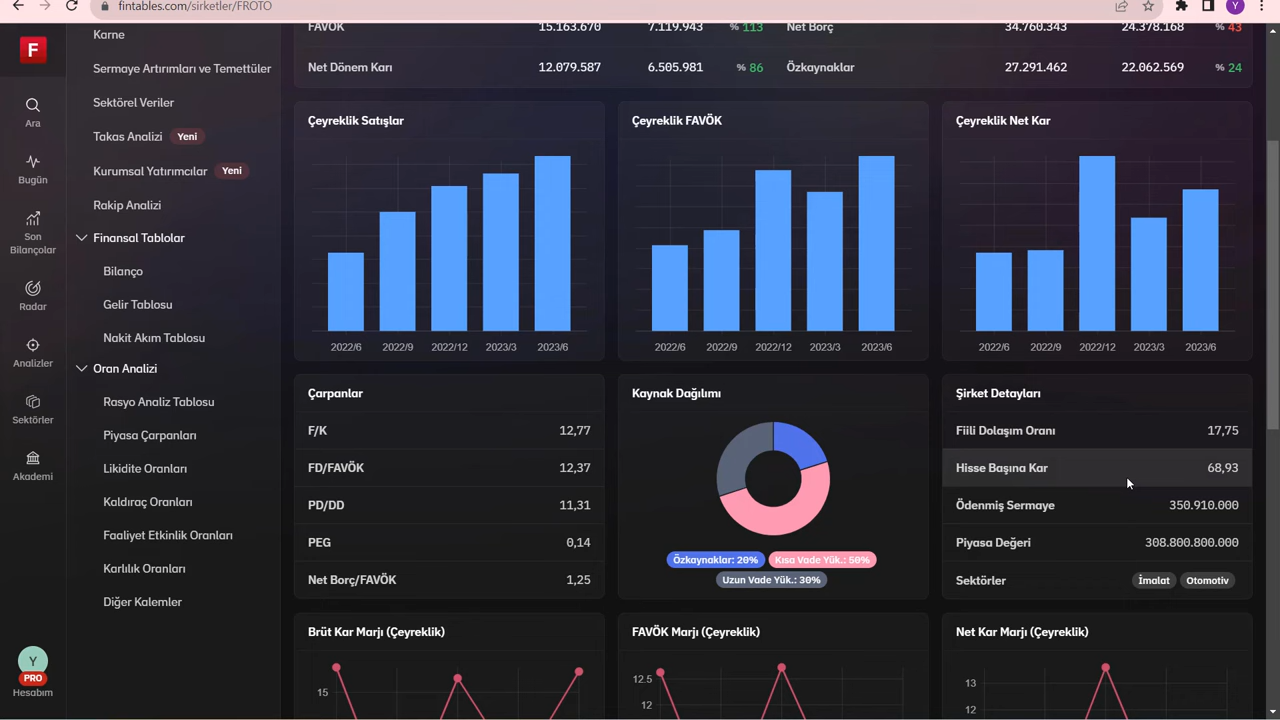 fintables.com/sirketler/FROTO
Y
F
Ara
Bugün
Son
Bilançolar
Radar
Analizler
Sektörler
Akademi
Y
PRO
Hesabım
Karne
Sermaye Artırımları ve Temettüler
Sektörel Veriler
Takas Analizi Yeni
Kurumsal Yatırımcılar Yeni
Rakip Analizi
Finansal Tablolar
Bilanço
Gelir Tablosu
Nakit Akım Tablosu
Oran Analizi
Rasyo Analiz Tablosu
Piyasa Çarpanları
Likidite Oranları
Kaldıraç Oranları
Faaliyet Etkinlik Oranları
Karlılık Oranları
Diğer Kalemler
FAVÖK 15.163.670 7.119.943 % 113 Net Borç 34.760.343 24.378.168 % 43
Net Dönem Karı 12.079.587 6.505.981 % 86 Özkaynaklar 27.291.462 22.062.569 % 24
Çeyreklik Satışlar
2022/6 2022/9 2022/12 2023/3 2023/6
Çeyreklik FAVÖK
2022/6 2022/9 2022/12 2023/3 2023/6
Çeyreklik Net Kar
2022/6 2022/9 2022/12 2023/3 2023/6
Çarpanlar
F/K 12,77
FD/FAVÖK 12,37
PD/DD 11,31
PEG 0,14
Net Borç/FAVÖK 1,25
Kaynak Dağılımı
Özkaynaklar: 20% Kısa Vade Yük.: 50%
Uzun Vade Yük.: 30%
Şirket Detayları
Fiili Dolaşım Oranı 17,75
Hisse Başına Kar 68,93
Ödenmiş Sermaye 350.910.000
Piyasa Değeri 308.800.800.000
Sektörler İmalat Otomotiv
Brüt Kar Marjı (Çeyreklik)
15
FAVÖK Marjı (Çeyreklik)
12.5
12
Net Kar Marjı (Çeyreklik)
13
12